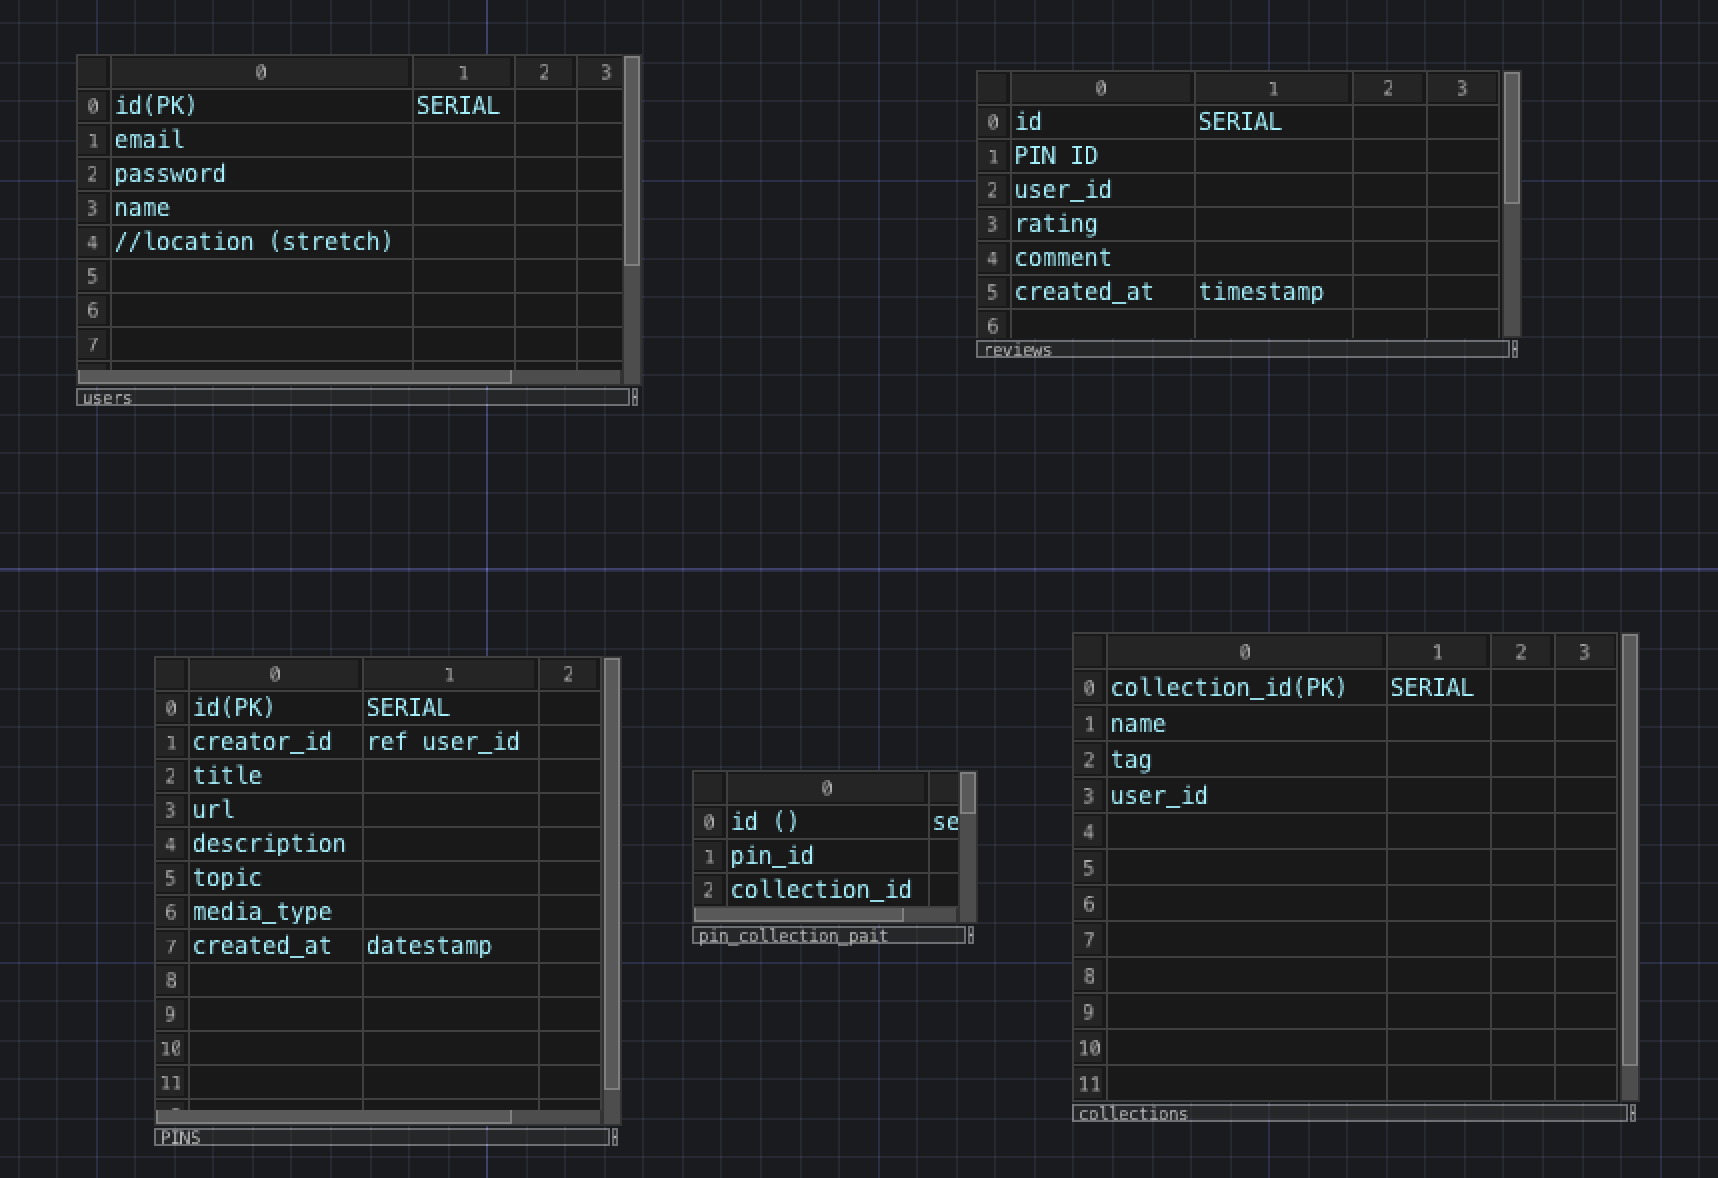 0 1 2 3
0 id(PK) SERIAL
1 email
2 password
3 name
4 //location (stretch)
5
6
7
users
0 1 2 3
0 id SERIAL
1 PIN ID
2 user_id
3 rating
4 comment
5 created_at timestamp
6
reviews
0 1 2
0 id(PK) SERIAL
1 creator_id ref user_id
2 title
3 url
4 description
5 topic
6 media_type
7 created_at datestamp
8
9
10
11
PINS
0
0 id () se
1 pin_id
2 collection_id
pin_collection_pait
0 1 2 3
0 collection_id(PK) SERIAL
1 name
2 tag
3 user_id
4
5
6
7
8
9
10
11
collections